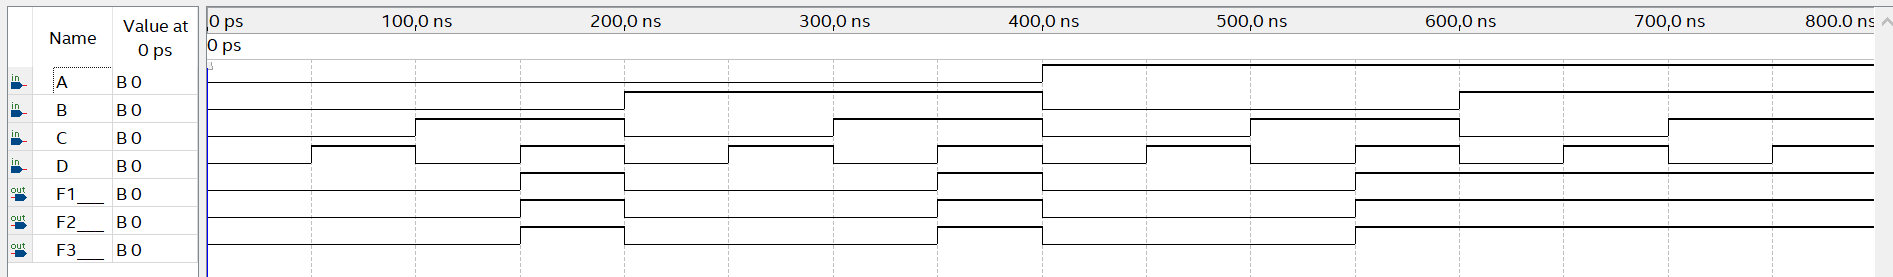 Name Value at 0 ps
0 ps 100,0 ns 200,0 ns 300,0 ns 400,0 ns 500,0 ns 600,0 ns 700,0 ns 800.0 ns
0 ps
in A B 0
in B B 0
in C B 0
in D B 0
out F1___ B 0
out F2___ B 0
out F3___ B 0